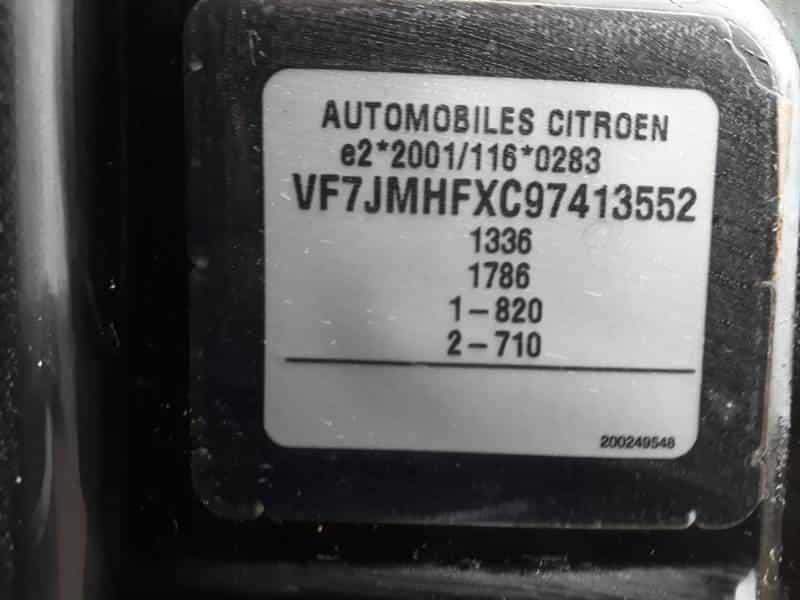 AUTOMOBILES CITROEN
e2*2001/116*0283
VF7JMHFXC97413552
1336
1786
1-820
2-710
200249548